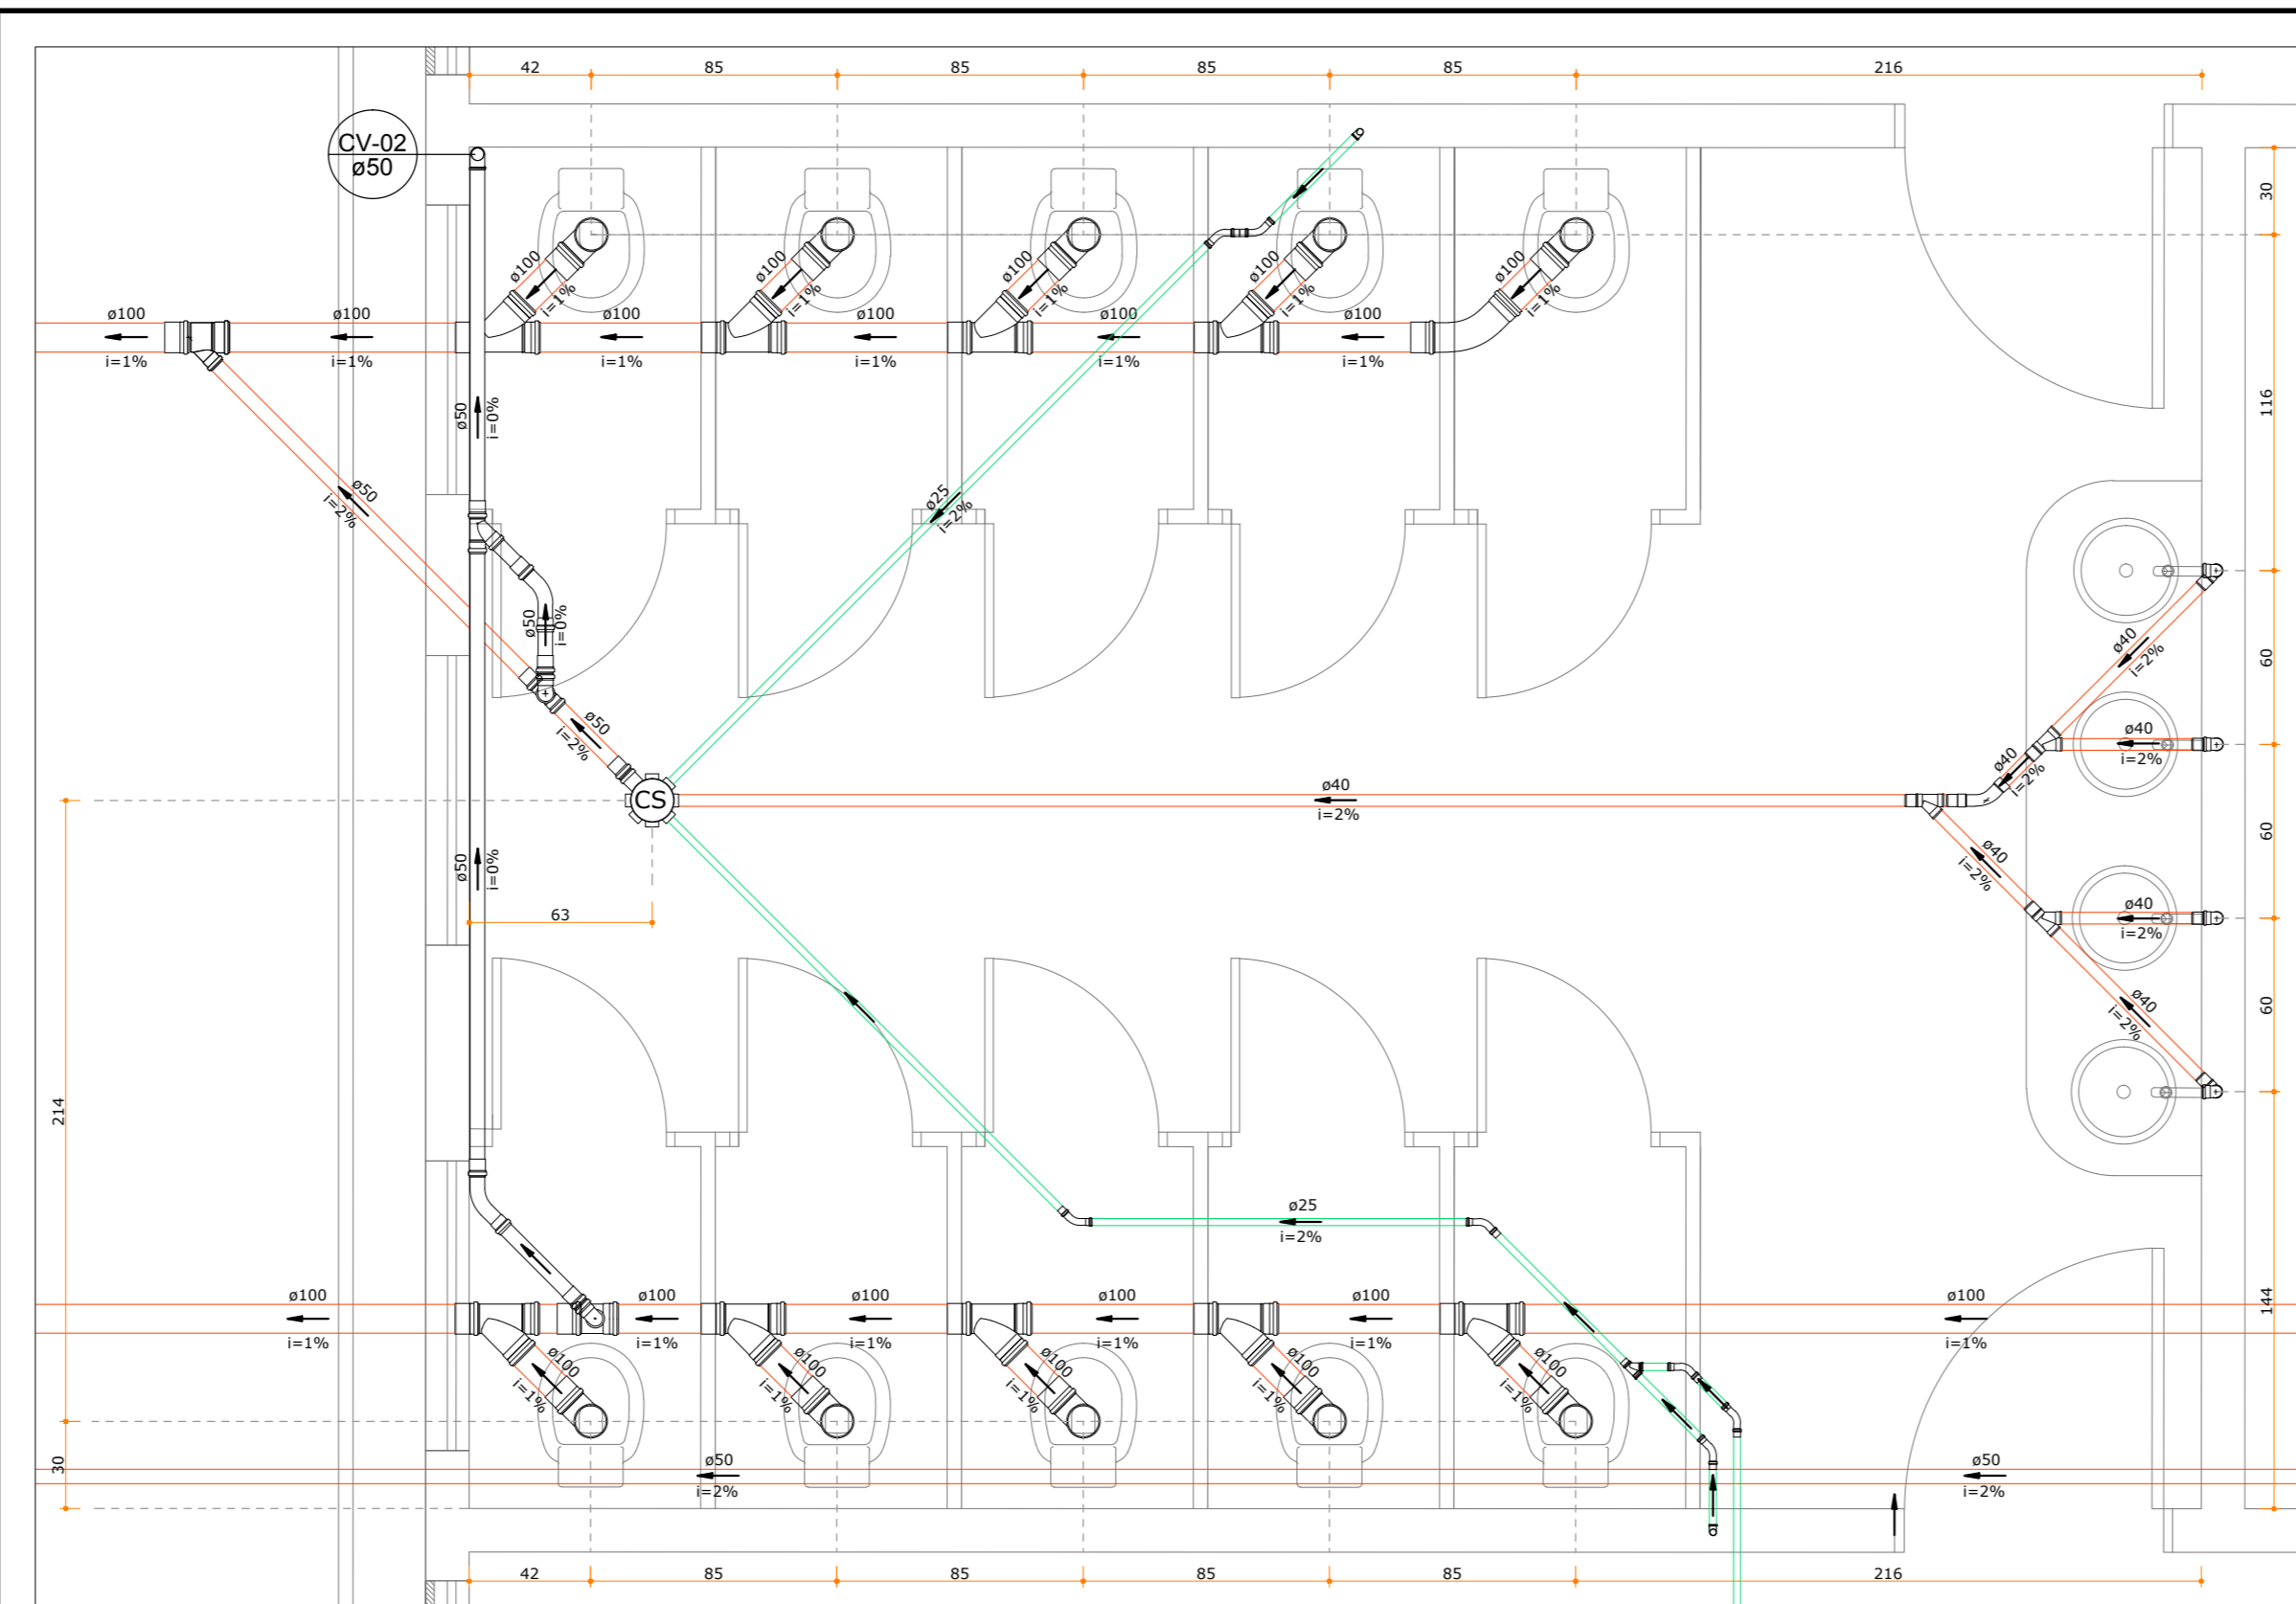 42 85 85 85 85 216
CV-02
ø50
30
ø100 ø100 ø100 ø100 ø100
i=1% i=1% i=1% i=1% i=1%
ø100 ø100 ø100 ø100 ø100 ø100
i=1% i=1% i=1% i=1% i=1% i=1%
116
ø50 i=0%
ø50
i=2%
ø25
i=2%
ø50 i=0%
ø40
i=2%
60
ø50
i=2%
ø40
i=2%
ø40
i=2%
CS
ø40
i=2%
60
ø50 i=0%
ø40
i=2%
ø40
i=2%
63
60
ø40
i=2%
214
ø25
i=2%
ø100 ø100 ø100 ø100 ø100 ø100
i=1% i=1% i=1% i=1% i=1% i=1%
144
ø100 ø100 ø100 ø100 ø100
i=1% i=1% i=1% i=1% i=1%
30
ø50 ø50
i=2% i=2%
42 85 85 85 85 216